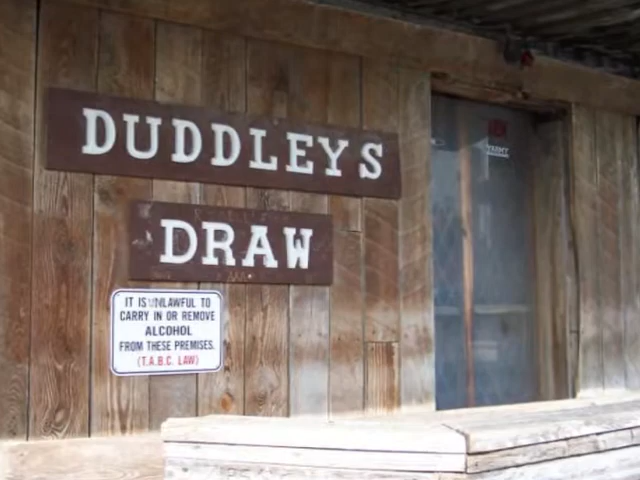 DUDDLEYS
DRAW
IT IS UNLAWFUL TO
CARRY IN OR REMOVE
ALCOHOL
FROM THESE PREMISES.
(T.A.B.C. LAW)